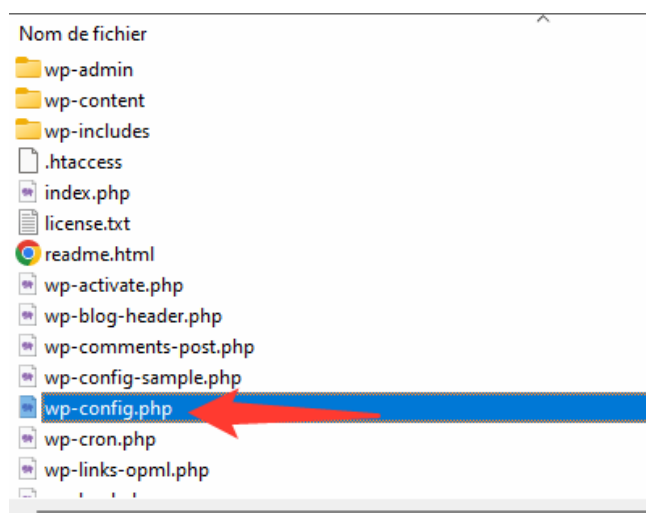 Nom de fichier
wp-admin
wp-content
wp-includes
.htaccess
index.php
license.txt
readme.html
wp-activate.php
wp-blog-header.php
wp-comments-post.php
wp-config-sample.php
wp-config.php
wp-cron.php
wp-links-opml.php